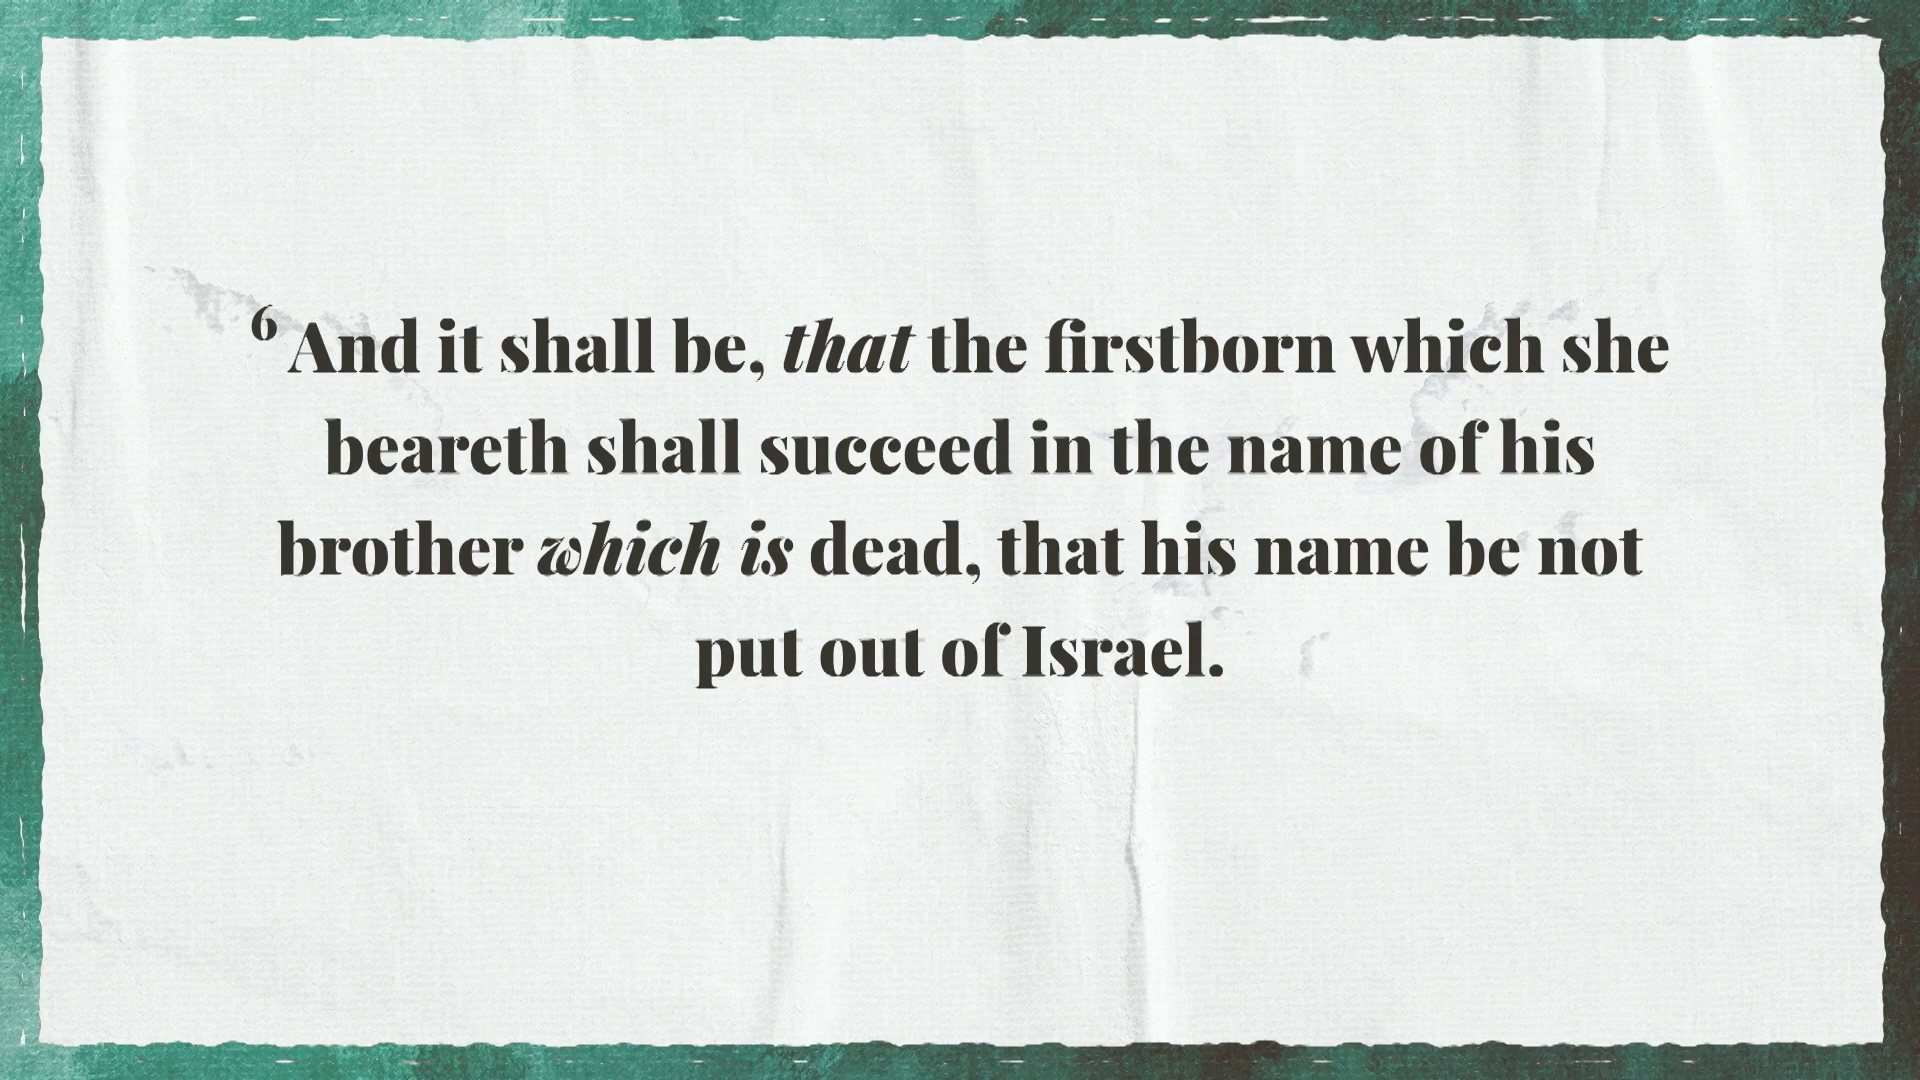 6 And it shall be, that the firstborn which she
beareth shall succeed in the name of his
brother which is dead, that his name be not
put out of Israel.